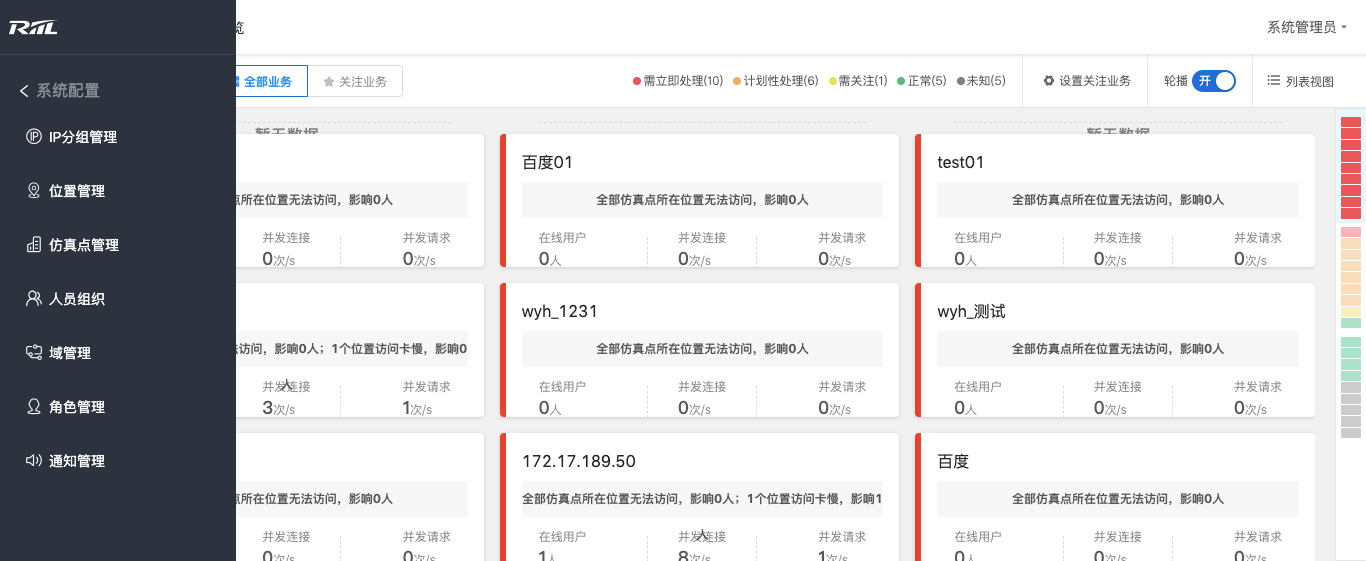 RIIL
览
系统管理员
系统配置
IP分组管理
位置管理
仿真点管理
人员组织
域管理
角色管理
通知管理
全部业务
关注业务
需立即处理(10)
计划性处理(6)
需关注(1)
正常(5)
未知(5)
设置关注业务
轮播
开
列表视图
暂无数据
暂无数据
点所在位置无法访问，影响0人
并发连接
并发请求
0次/s
0次/s
百度01
全部仿真点所在位置无法访问，影响0人
在线用户
并发连接
并发请求
0人
0次/s
0次/s
test01
全部仿真点所在位置无法访问，影响0人
在线用户
并发连接
并发请求
0人
0次/s
0次/s
法访问，影响0人；1个位置访问卡慢，影响0
人
并发连接
并发请求
3次/s
1次/s
wyh_1231
全部仿真点所在位置无法访问，影响0人
在线用户
并发连接
并发请求
0人
0次/s
0次/s
wyh_测试
全部仿真点所在位置无法访问，影响0人
在线用户
并发连接
并发请求
0人
0次/s
0次/s
点所在位置无法访问，影响0人
并发连接
并发请求
0次/s
0次/s
172.17.189.50
全部仿真点所在位置无法访问，影响0人；1个位置访问卡慢，影响1
人
在线用户
并发连接
并发请求
1人
8次/s
1次/s
百度
全部仿真点所在位置无法访问，影响0人
在线用户
并发连接
并发请求
0人
0次/s
0次/s